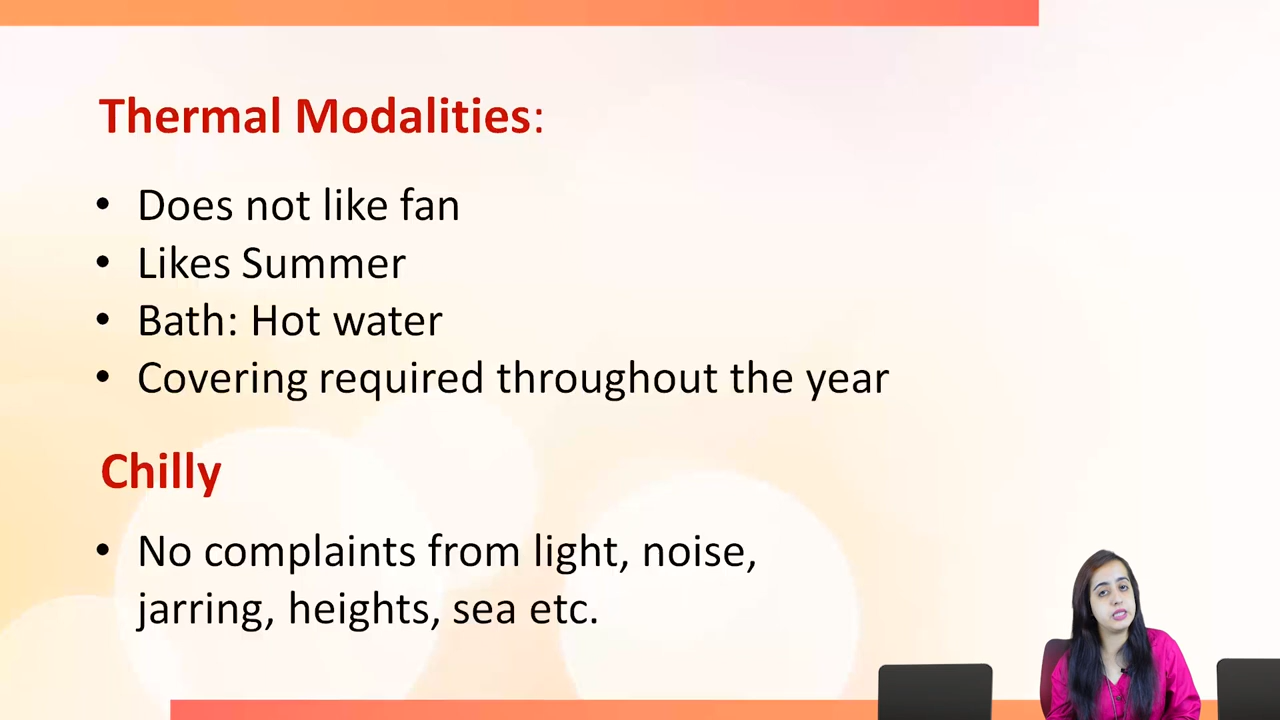 Thermal Modalities:
• Does not like fan
• Likes Summer
• Bath: Hot water
• Covering required throughout the year
Chilly
• No complaints from light, noise,
jarring, heights, sea etc.